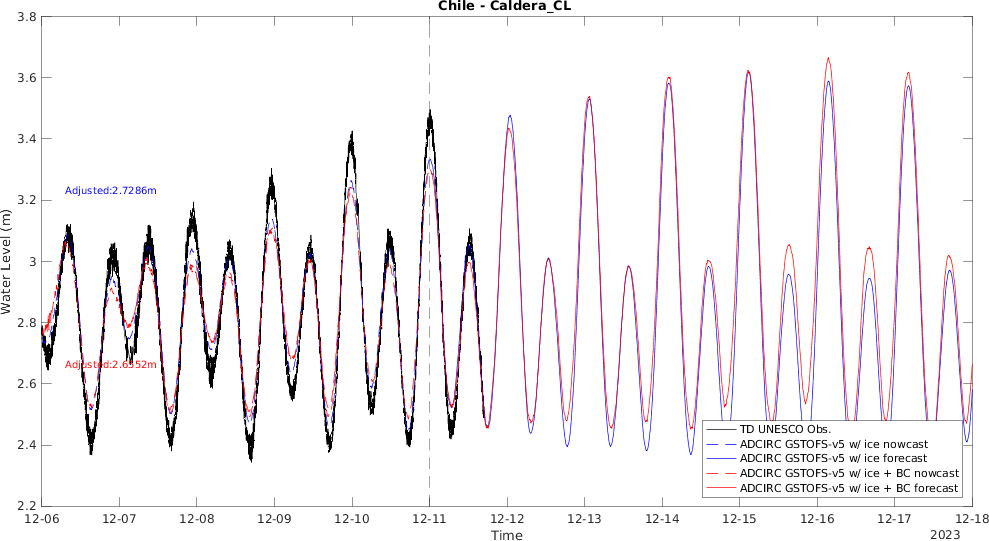 Chile - Caldera_CL
3.8
3.6
3.4
3.2
3
2.8
2.6
2.4
2.2
Water Level (m)
Adjusted:2.7286m
Adjusted:2.6352m
TD UNESCO Obs.
ADCIRC GSTOFS-v5 w/ ice nowcast
ADCIRC GSTOFS-v5 w/ ice forecast
ADCIRC GSTOFS-v5 w/ ice + BC nowcast
ADCIRC GSTOFS-v5 w/ ice + BC forecast
12-06 12-07 12-08 12-09 12-10 12-11 12-12 12-13 12-14 12-15 12-16 12-17 12-18
Time 2023